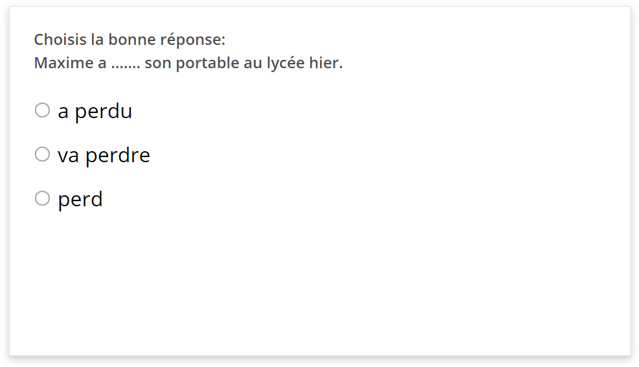 Choisis la bonne réponse:
Maxime a ....... son portable au lycée hier.
a perdu
va perdre
perd